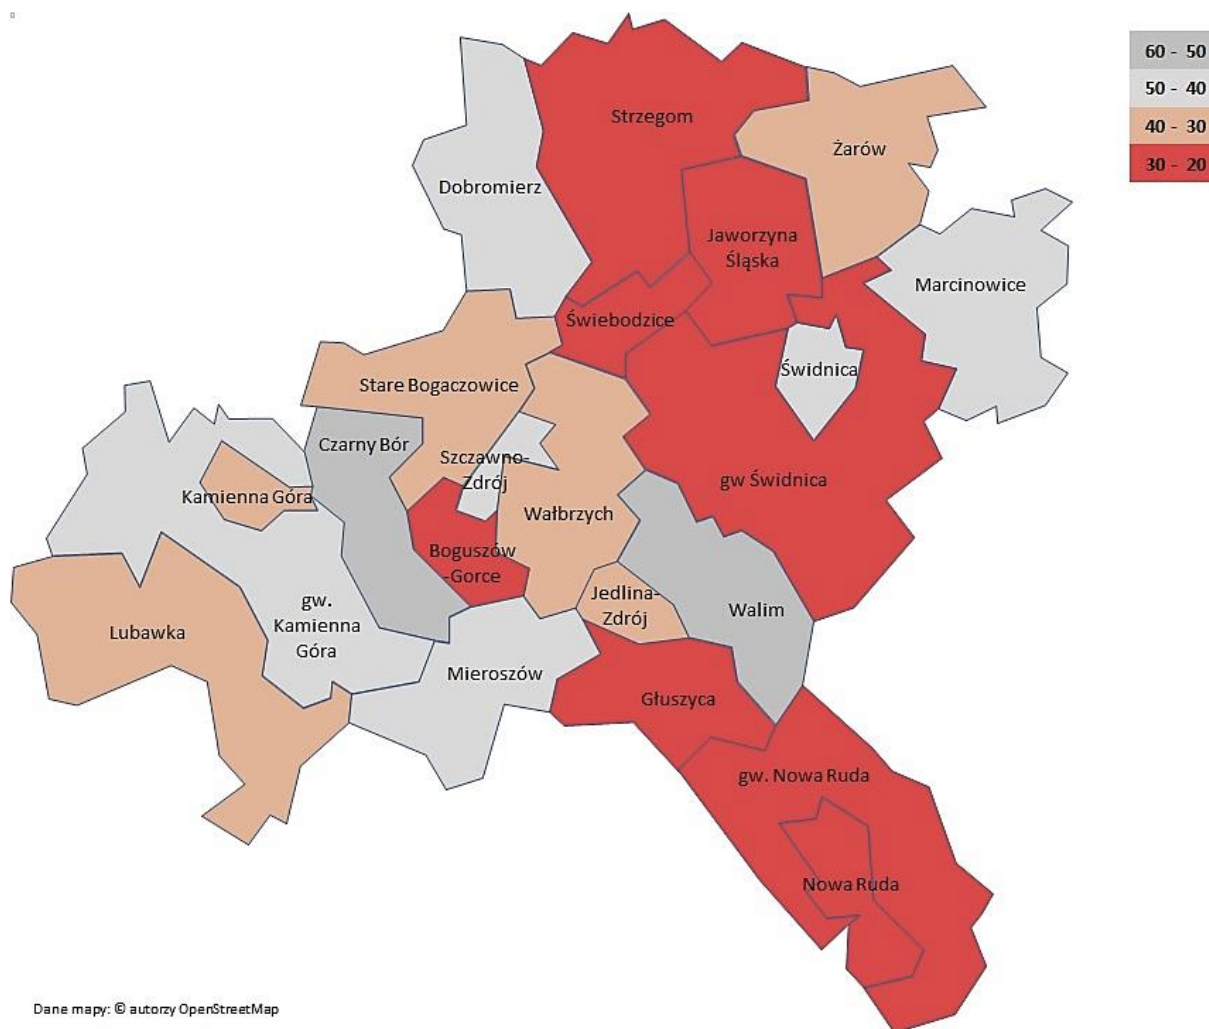 60 - 50
50 - 40
40 - 30
30 - 20
Strzegom
Żarów
Dobromierz
Jaworzyna
Śląska
Marcinowice
Świebodzice
Świdnica
Stare Bogaczowice
Czarny Bór
Szczawno-
Zdrój
gw Świdnica
Kamienna Góra
Wałbrzych
Boguszów
-Gorce
Jedlina-
Zdrój
Walim
gw.
Kamienna
Góra
Lubawka
Mieroszów
Głuszyca
gw. Nowa Ruda
Nowa Ruda
Dane mapy: © autorzy OpenStreetMap